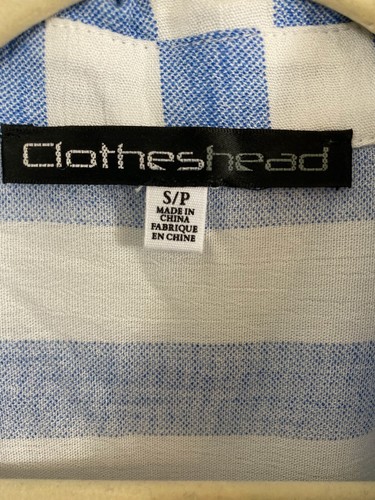 Clotheshead
S/P
MADE IN
CHINA
FABRIQUE
EN CHINE